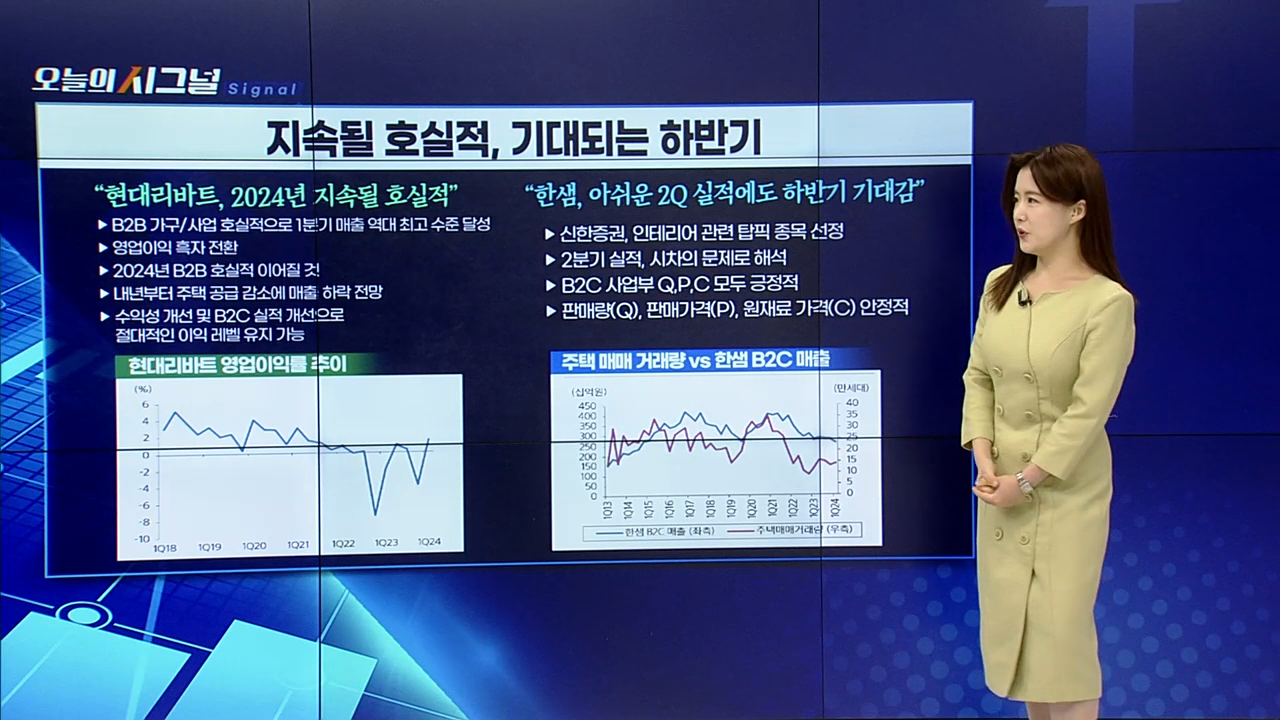 오늘의 시그널 Signal
지속될 호실적, 기대되는 하반기
“현대리바트, 2024년 지속될 호실적”
▶ B2B 가구/사업 호실적으로 1분기 매출 역대 최고 수준 달성
▶ 영업이익 흑자 전환
▶ 2024년 B2B 호실적 이어질 것
▶ 내년부터 주택 공급 감소에 매출 하락 전망
▶ 수익성 개선 및 B2C 실적 개선으로
절대적인 이익 레벨 유지 가능
현대리바트 영업이익률 추이
(%)
6
4
2
0
-2
-4
-6
-8
-10
1Q18 1Q19 1Q20 1Q21 1Q22 1Q23 1Q24
“한샘, 아쉬운 2Q 실적에도 하반기 기대감”
▶ 신한증권, 인테리어 관련 탑픽 종목 선정
▶ 2분기 실적, 시차의 문제로 해석
▶ B2C 사업부 Q,P,C 모두 긍정적
▶ 판매량(Q), 판매가격(P), 원재료 가격(C) 안정적
주택 매매 거래량 vs 한샘 B2C 매출
(십억원)
450
400
350
300
250
200
150
100
50
0
(만세대)
40
35
30
25
20
15
10
5
0
1Q13 1Q14 1Q15 1Q16 1Q17 1Q18 1Q19 1Q20 1Q21 1Q22 1Q23 1Q24
한샘 B2C 매출 (좌측) 주택매매거래량 (우측)